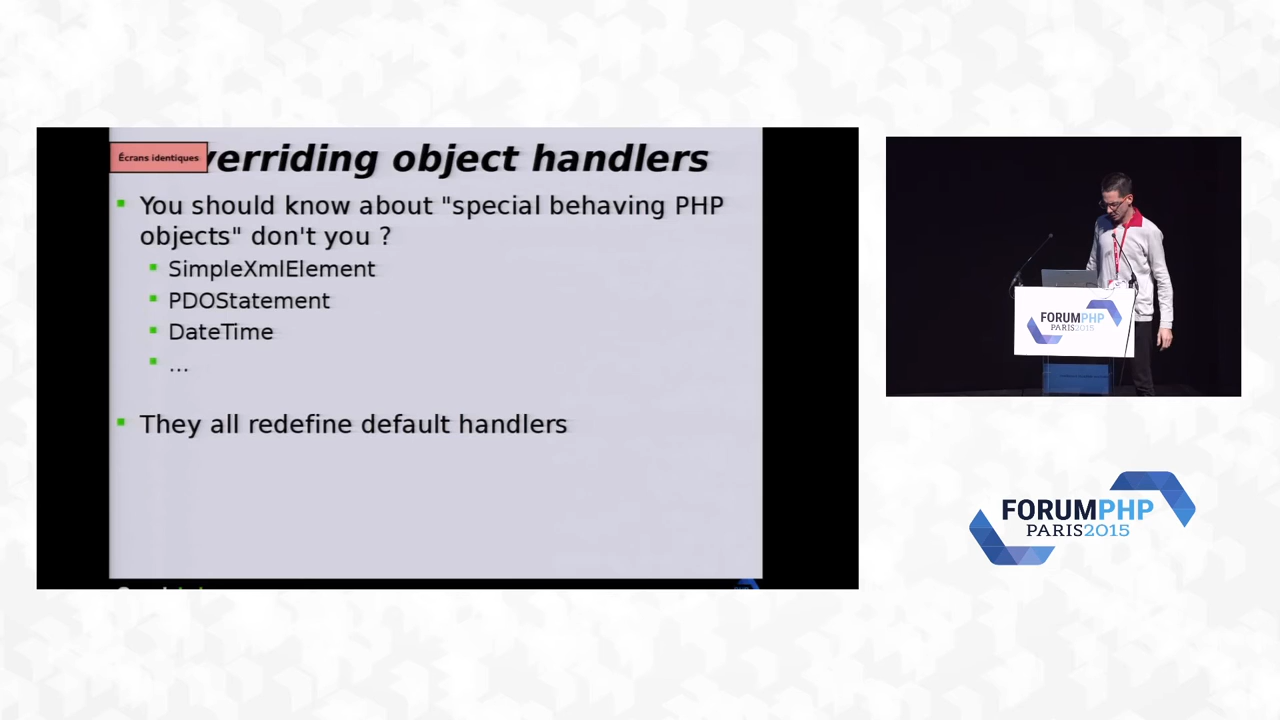 Écrans identiques
verriding object handlers
You should know about "special behaving PHP
objects" don't you ?
SimpleXmlElement
PDOStatement
DateTime
...
They all redefine default handlers
FORUMPHP
PARIS2015
FORUMPHP
PARIS2015